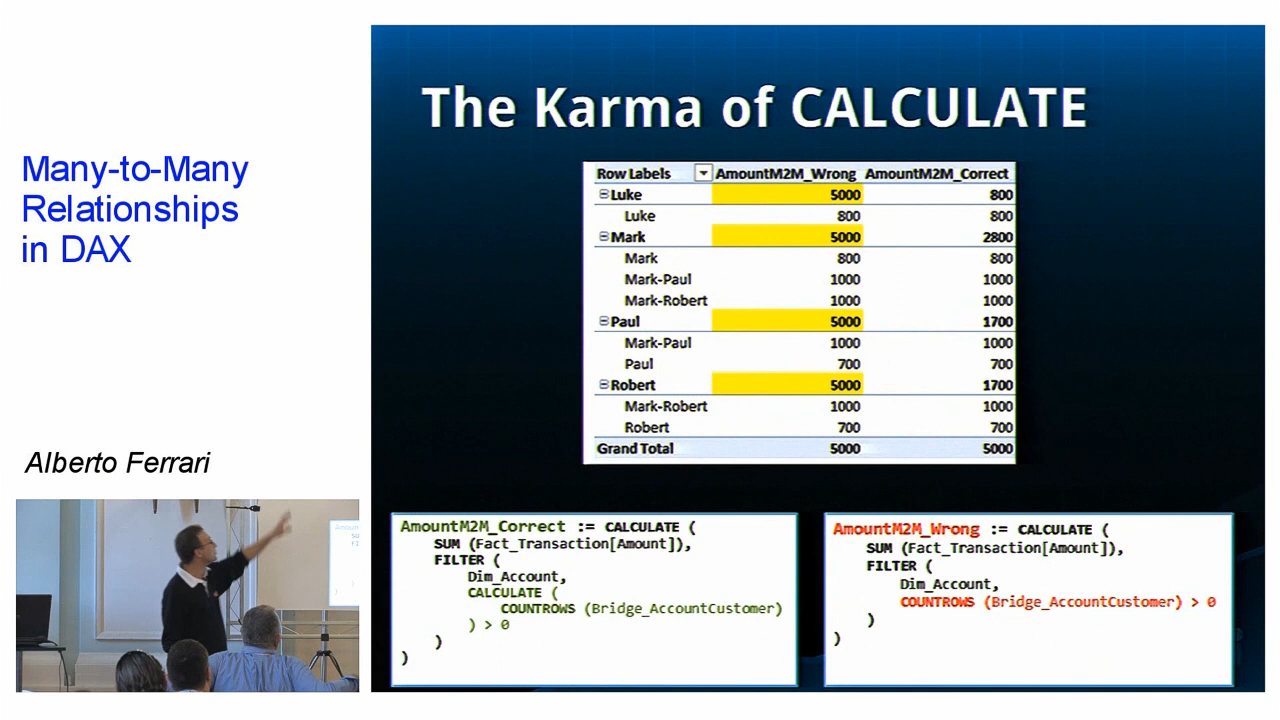 Many-to-Many
Relationships
in DAX
Alberto Ferrari
The Karma of CALCULATE
Row Labels AmountM2M_Wrong AmountM2M_Correct
Luke 5000 800
Luke 800 800
Mark 5000 2800
Mark 800 800
Mark-Paul 1000 1000
Mark-Robert 1000 1000
Paul 5000 1700
Mark-Paul 1000 1000
Paul 700 700
Robert 5000 1700
Mark-Robert 1000 1000
Robert 700 700
Grand Total 5000 5000
AmountM2M_Correct := CALCULATE (
SUM (Fact_Transaction[Amount]),
FILTER (
Dim_Account,
CALCULATE (
COUNTROWS (Bridge_AccountCustomer)
) > 0
)
)
AmountM2M_Wrong := CALCULATE (
SUM (Fact_Transaction[Amount]),
FILTER (
Dim_Account,
COUNTROWS (Bridge_AccountCustomer) > 0
)
)